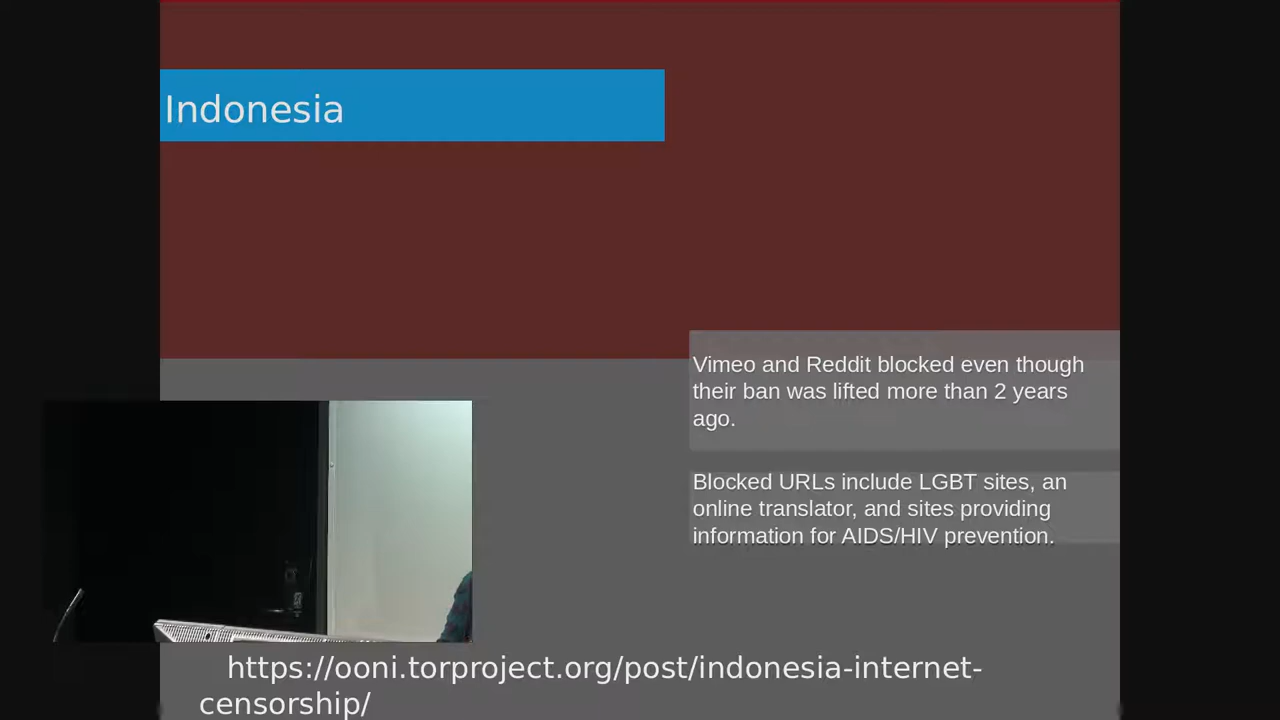 Indonesia
Vimeo and Reddit blocked even though
their ban was lifted more than 2 years
ago.
Blocked URLs include LGBT sites, an
online translator, and sites providing
information for AIDS/HIV prevention.
https://ooni.torproject.org/post/indonesia-internet-
censorship/